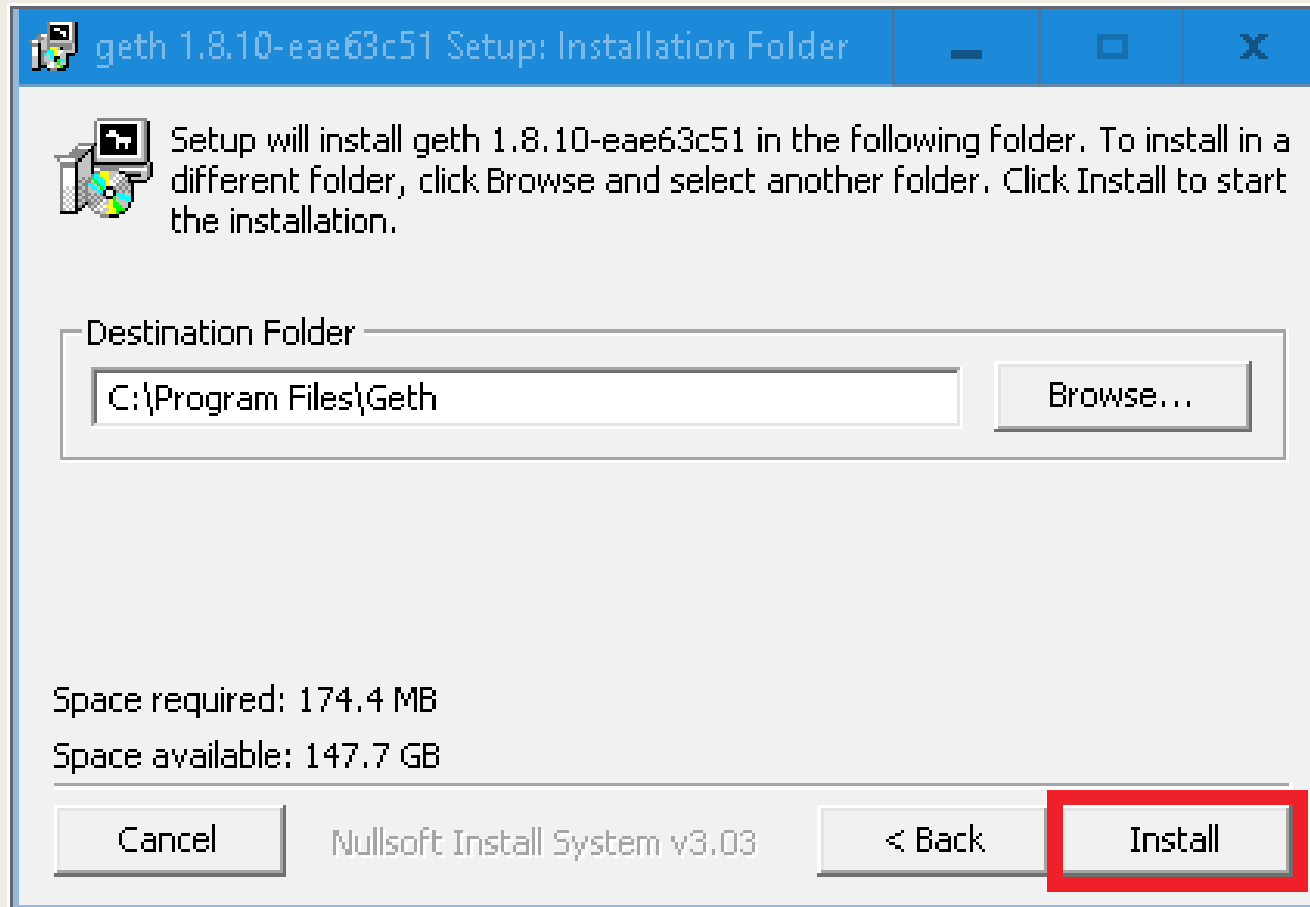 geth 1.8.10-eae63c51 Setup: Installation Folder
Setup will install geth 1.8.10-eae63c51 in the following folder. To install in a
different folder, click Browse and select another folder. Click Install to start
the installation.
Destination Folder
C:\Program Files\Geth
Browse...
Space required: 174.4 MB
Space available: 147.7 GB
Cancel
Nullsoft Install System v3.03
< Back
Install